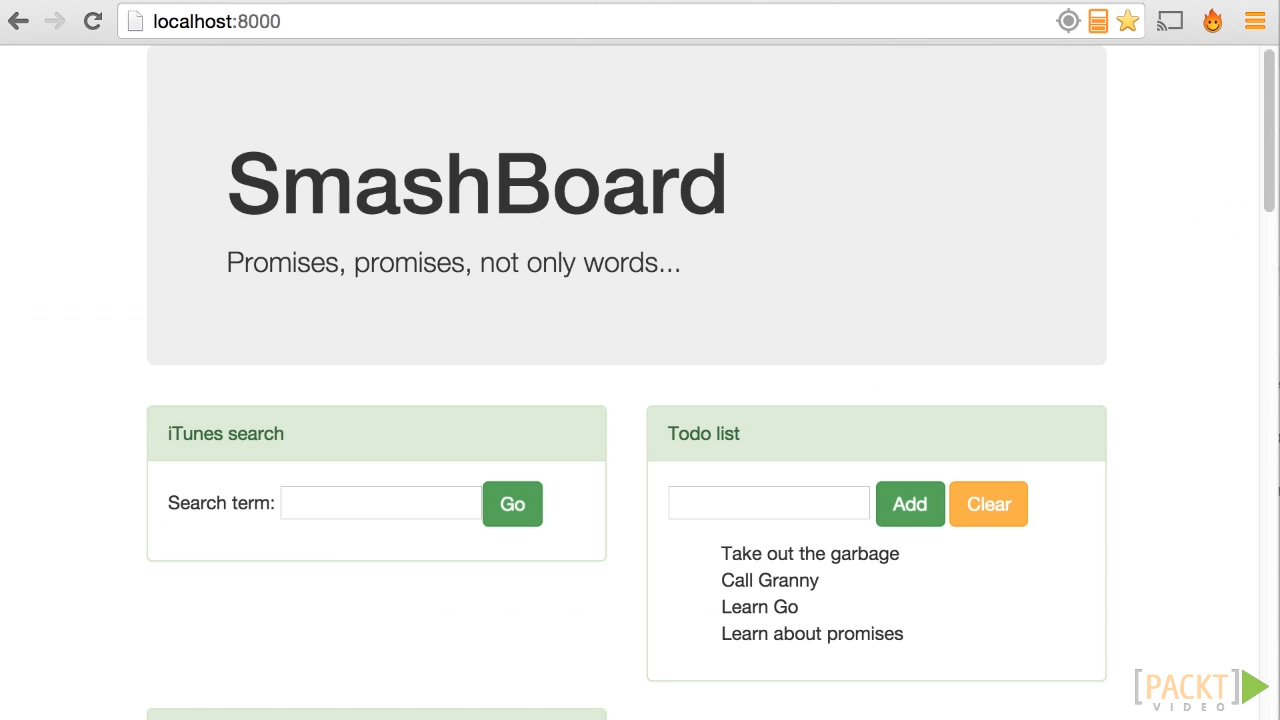 localhost:8000
SmashBoard
Promises, promises, not only words...
iTunes search
Search term:
Go
Todo list
Add
Clear
Take out the garbage
Call Granny
Learn Go
Learn about promises
[PACKT]
VIDEO